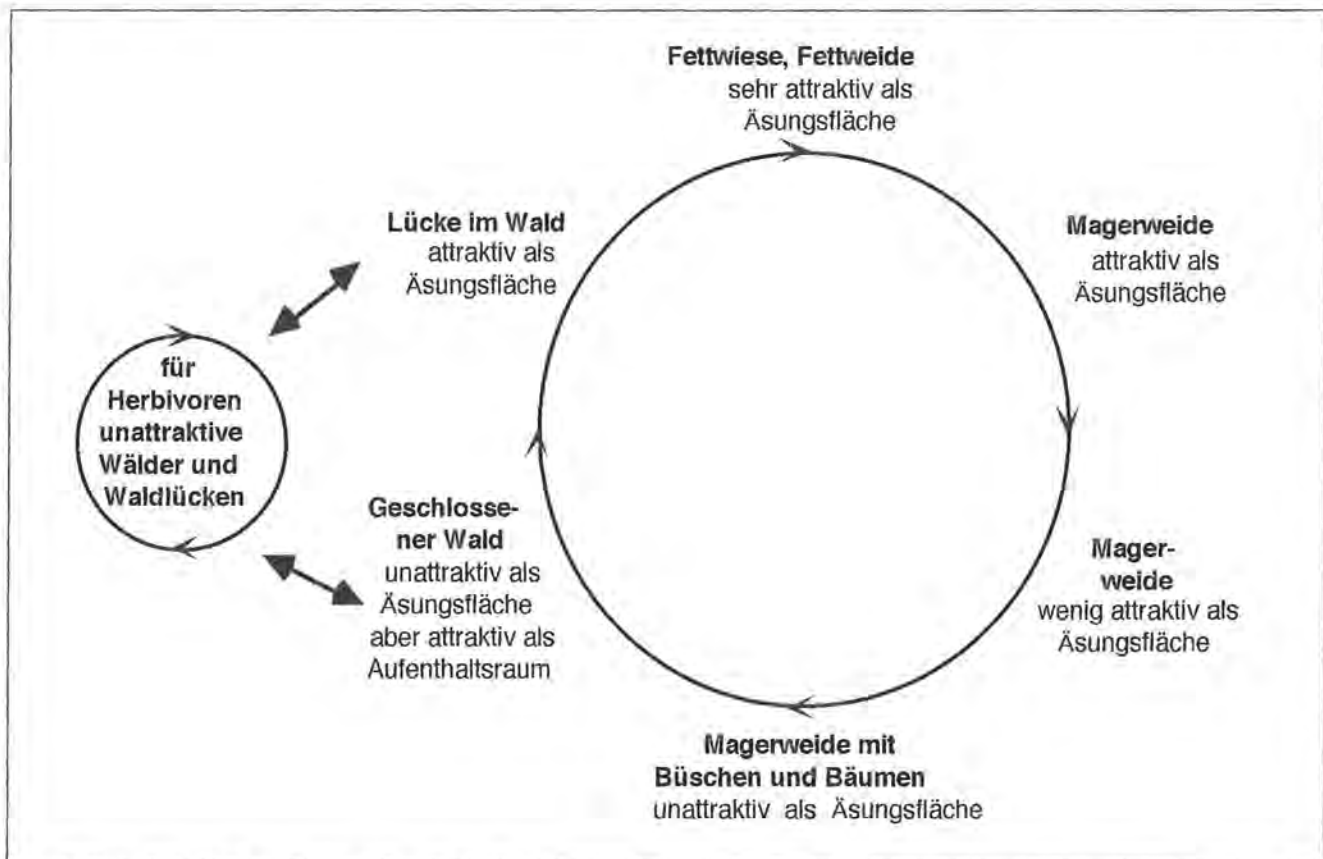 Fettwiese, Fettweide
sehr attraktiv als
Äsungsfläche
Lücke im Wald
attraktiv als
Äsungsfläche
Magerweide
attraktiv als
Äsungsfläche
für
Herbivoren
unattraktive
Wälder und
Waldlücken
Geschlosse-
ner Wald
unattraktiv als
Äsungsfläche
aber attraktiv als
Aufenthaltsraum
Mager-
weide
wenig attraktiv als
Äsungsfläche
Magerweide mit
Büschen und Bäumen
unattraktiv als Äsungsfläche